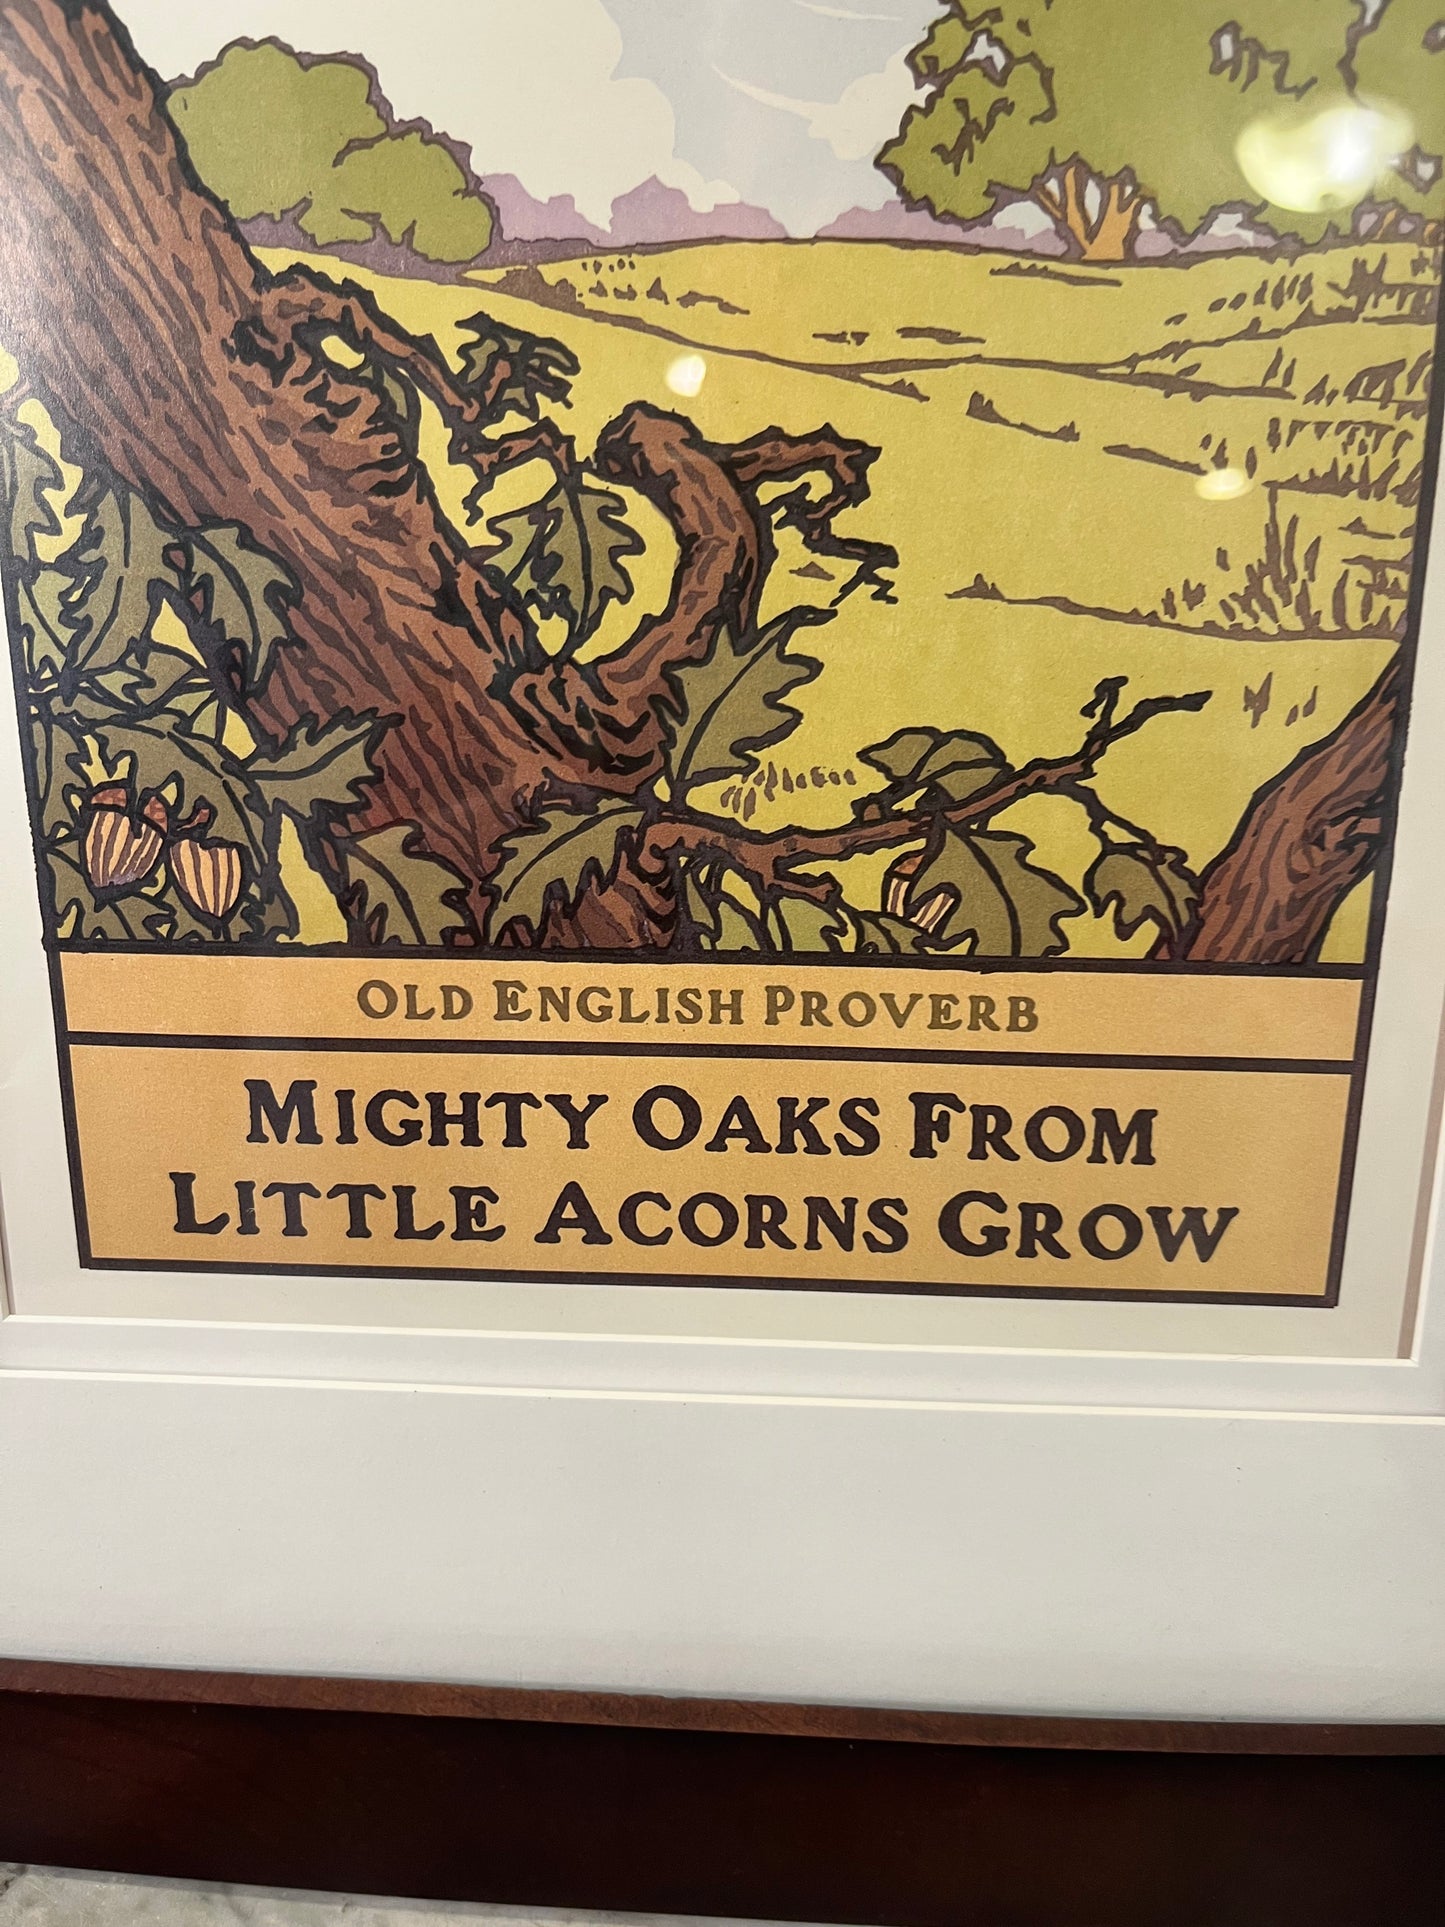 OLD ENGLISH PROVERB
MIGHTY OAKS FROM
LITTLE ACORNS GROW